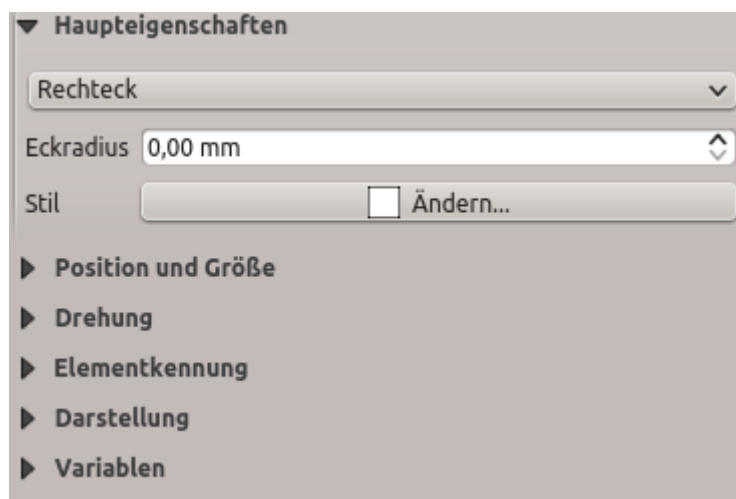 Haupteigenschaften
Rechteck
Eckradius 0,00 mm
Stil Ändern...
Position und Größe
Drehung
Elementkennung
Darstellung
Variablen